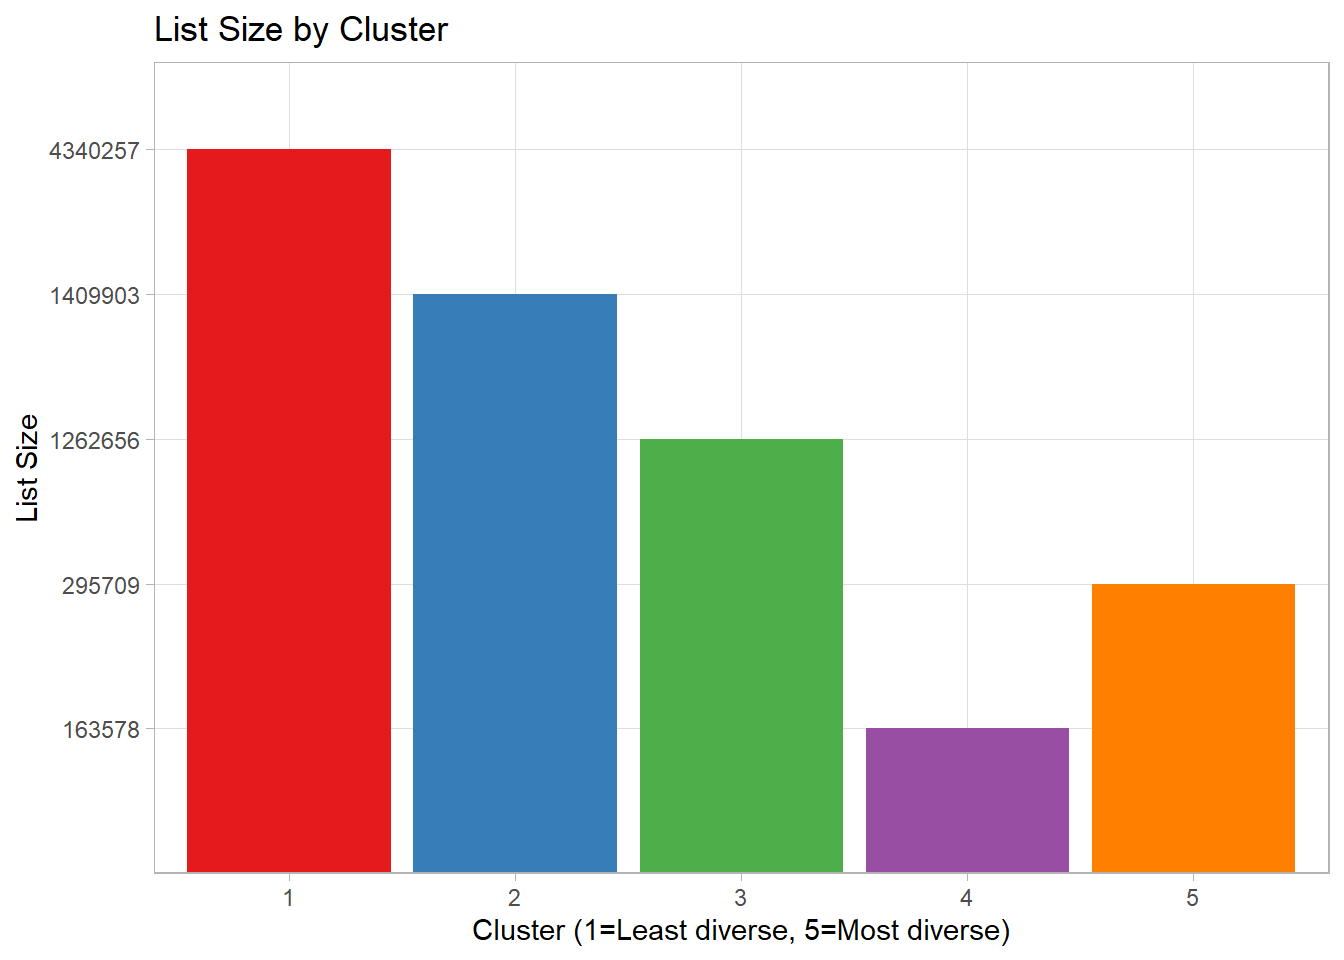 List Size by Cluster
4340257
1409903
1262656
295709
163578
List Size
1 2 3 4 5
Cluster (1=Least diverse, 5=Most diverse)